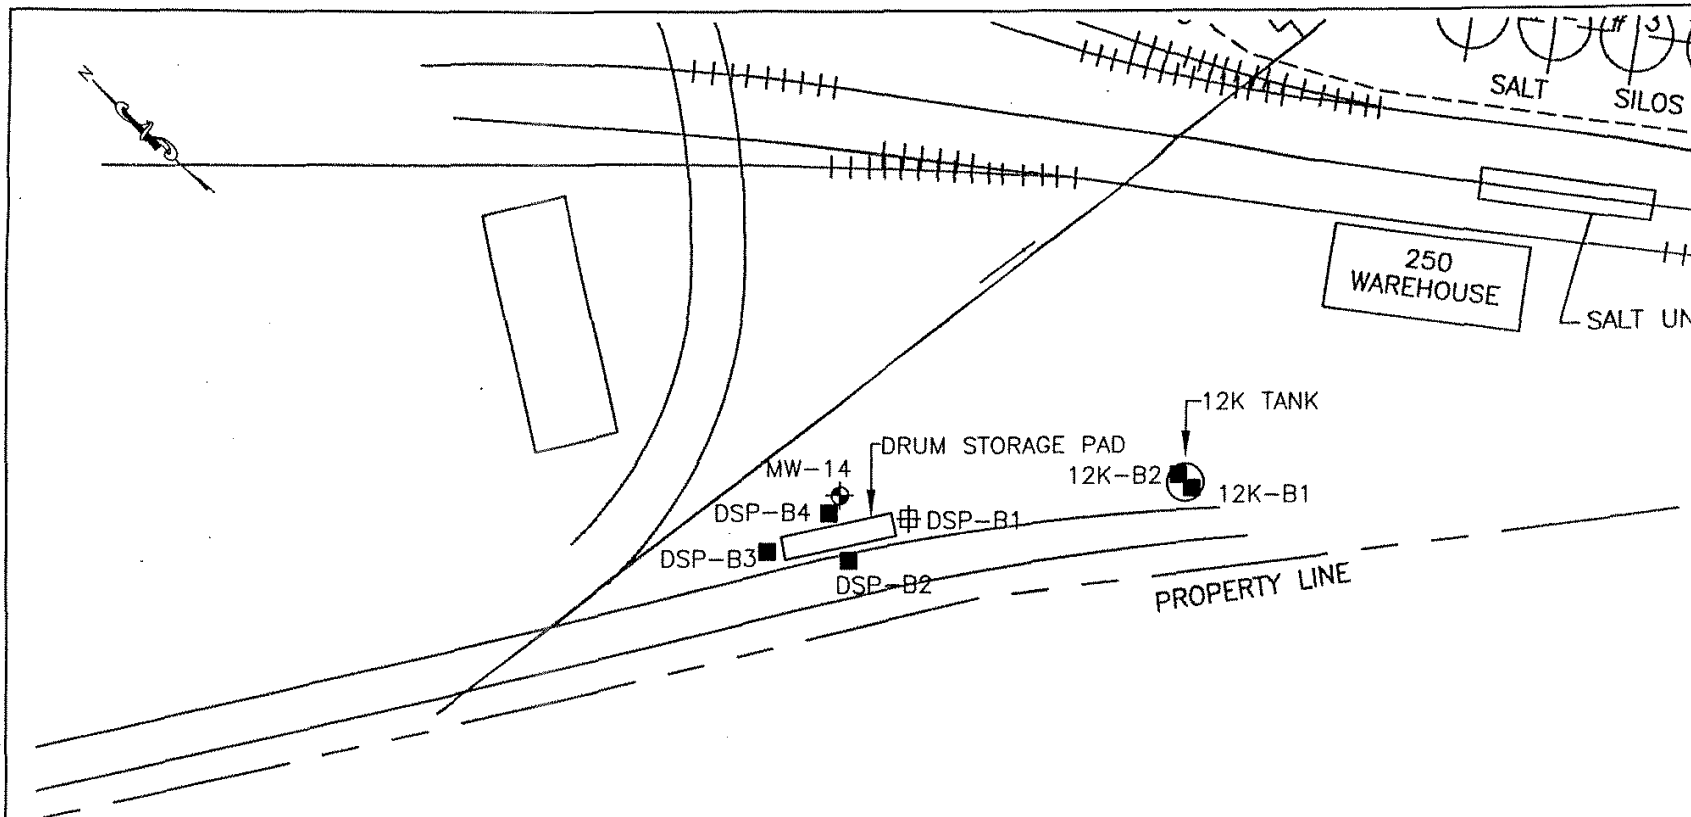 N
# 3
SALT
SILOS
250
WAREHOUSE
SALT UN
12K TANK
DRUM STORAGE PAD
MW-14
12K-B2
12K-B1
DSP-B4
DSP-B1
DSP-B3
DSP-B2
PROPERTY LINE